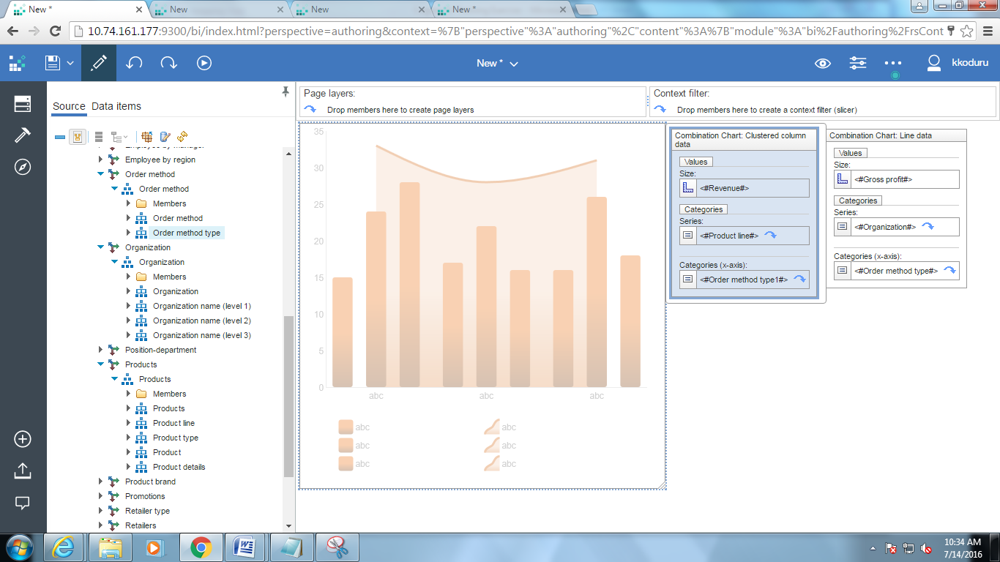 New *
New
New
New *
10.74.161.177:9300/bi/index.html?perspective=authoring&context=%7B"perspective"%3A"authoring"%2C"content"%3A%7B"module"%3A"bi%2Fauthoring%2FrsCont
New *
kkoduru
Source Data items
Employee by region
Order method
Order method
Members
Order method
Order method type
Organization
Organization
Members
Organization
Organization name (level 1)
Organization name (level 2)
Organization name (level 3)
Position-department
Products
Products
Members
Products
Product line
Product type
Product
Product details
Product brand
Promotions
Retailer type
Retailers
Page layers:
Drop members here to create page layers
Context filter:
Drop members here to create a context filter (slicer)
35
30
25
20
15
10
5
0
abc abc abc
abc abc
abc abc
abc abc
Combination Chart: Clustered column
data
Values
Size:
<#Revenue#>
Categories
Series:
<#Product line#>
Categories (x-axis):
<#Order method type1#>
Combination Chart: Line data
Values
Size:
<#Gross profit#>
Categories
Series:
<#Organization#>
Categories (x-axis):
<#Order method type#>
10:34 AM
7/14/2016